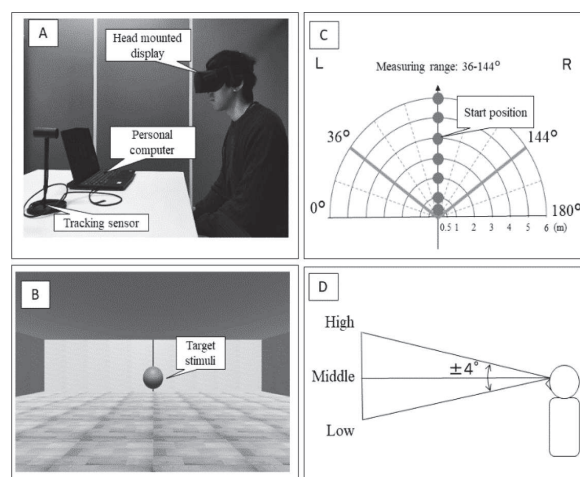 A
Head mounted
display
Personal
computer
Tracking sensor
B
Target
stimuli
C
L
R
Measuring range: 36-144°
Start position
36°
144°
0°
180°
0.5 1 2 3 4 5 6 (m)
D
High
Middle
Low
±4°